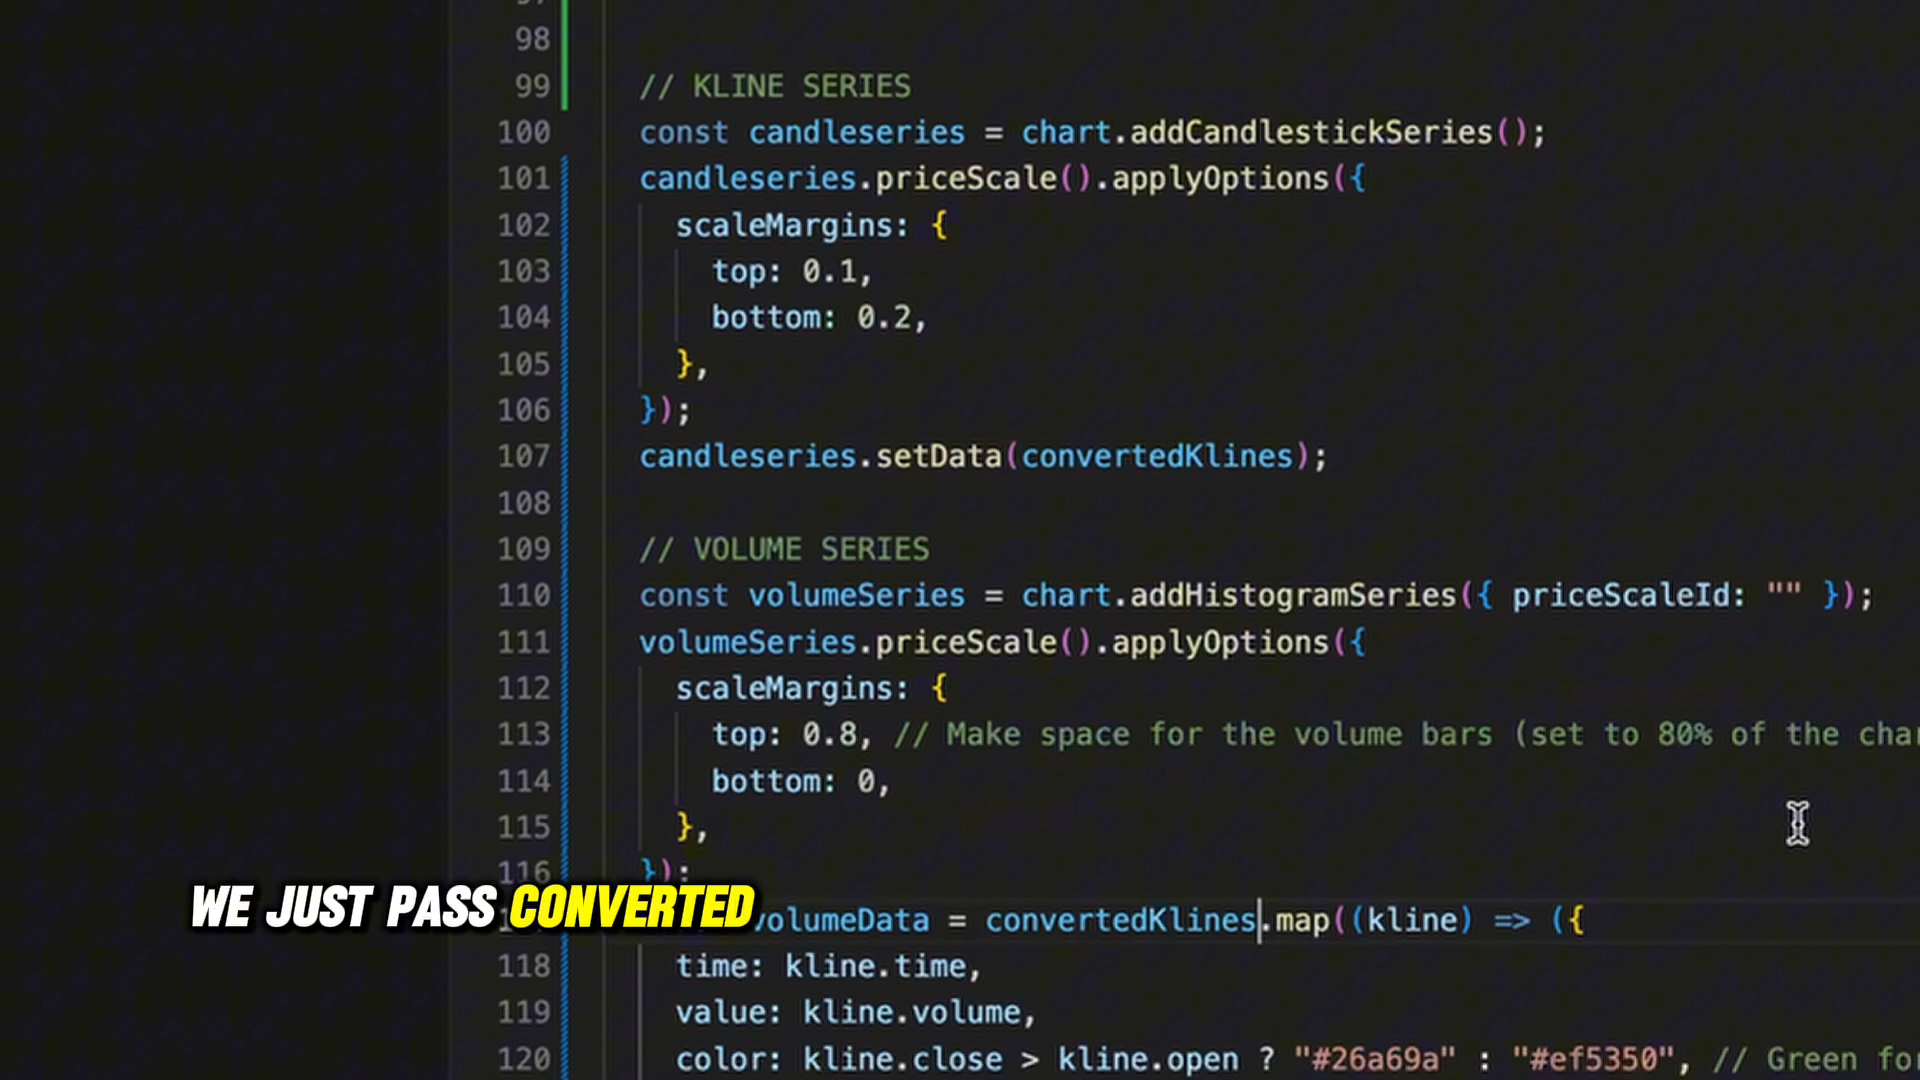 98
99 // KLINE SERIES
100 const candleseries = chart.addCandlestickSeries();
101 candleseries.priceScale().applyOptions({
102 scaleMargins: {
103 top: 0.1,
104 bottom: 0.2,
105 },
106 });
107 candleseries.setData(convertedKlines);
108
109 // VOLUME SERIES
110 const volumeSeries = chart.addHistogramSeries({ priceScaleId: "" });
111 volumeSeries.priceScale().applyOptions({
112 scaleMargins: {
113 top: 0.8, // Make space for the volume bars (set to 80% of the
114 bottom: 0,
115 },
116 });
WE JUST PASS CONVERTED
volumeData = convertedKlines.map((kline) => ({
118 time: kline.time,
119 value: kline.volume,
120 color: kline.close > kline.open ? "#26a69a" : "#ef5350", // Green